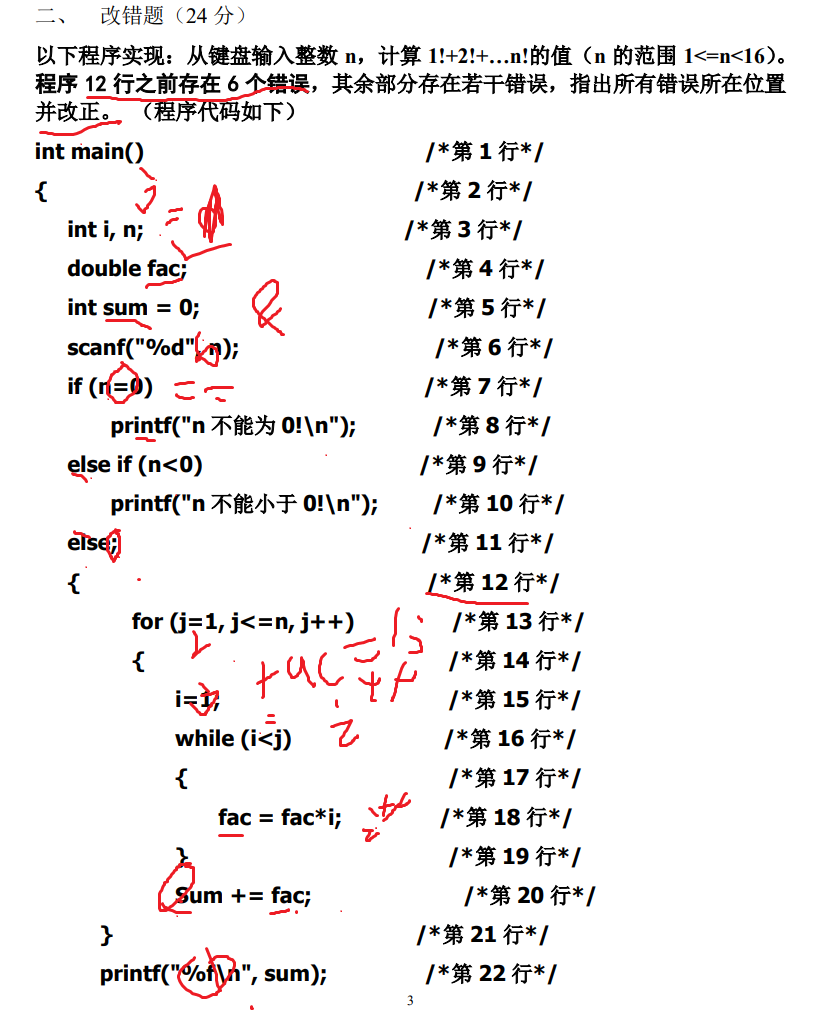 二、 改错题（24 分）
以下程序实现：从键盘输入整数 n，计算 1!+2!+…n!的值（n 的范围 1<=n<16）。
程序 12 行之前存在 6 个错误，其余部分存在若干错误，指出所有错误所在位置
并改正。 （程序代码如下）
int main() /*第 1 行*/
{ /*第 2 行*/
int i, n; /*第 3 行*/
double fac; /*第 4 行*/
int sum = 0; /*第 5 行*/
&
scanf("%d", n); /*第 6 行*/
if (n=0) == /*第 7 行*/
printf("n 不能为 0!\n"); /*第 8 行*/
else if (n<0) /*第 9 行*/
printf("n 不能小于 0!\n"); /*第 10 行*/
else; /*第 11 行*/
{ /*第 12 行*/
for (j=1, j<=n, j++) /*第 13 行*/
{ /*第 14 行*/
i=1; /*第 15 行*/
while (i<j) /*第 16 行*/
{ /*第 17 行*/
fac = fac*i; /*第 18 行*/
} /*第 19 行*/
Sum += fac; /*第 20 行*/
} /*第 21 行*/
printf("%f\n", sum); /*第 22 行*/
3